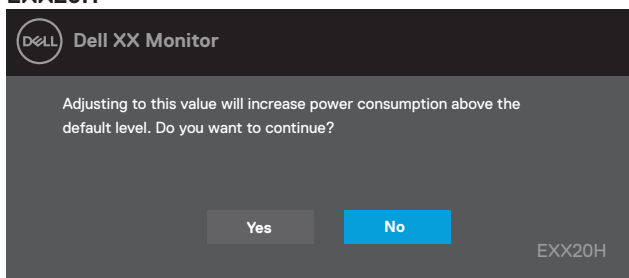 EXX20H
DELL Dell XX Monitor
Adjusting to this value will increase power consumption above the
default level. Do you want to continue?
Yes No
EXX20H